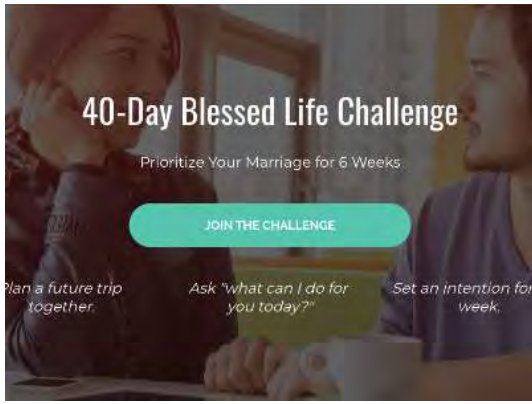 40-Day Blessed Life Challenge
Prioritize Your Marriage for 6 Weeks
JOIN THE CHALLENGE
Plan a future trip
together.
Ask "what can I do for
you today?"
Set an intention for
week.